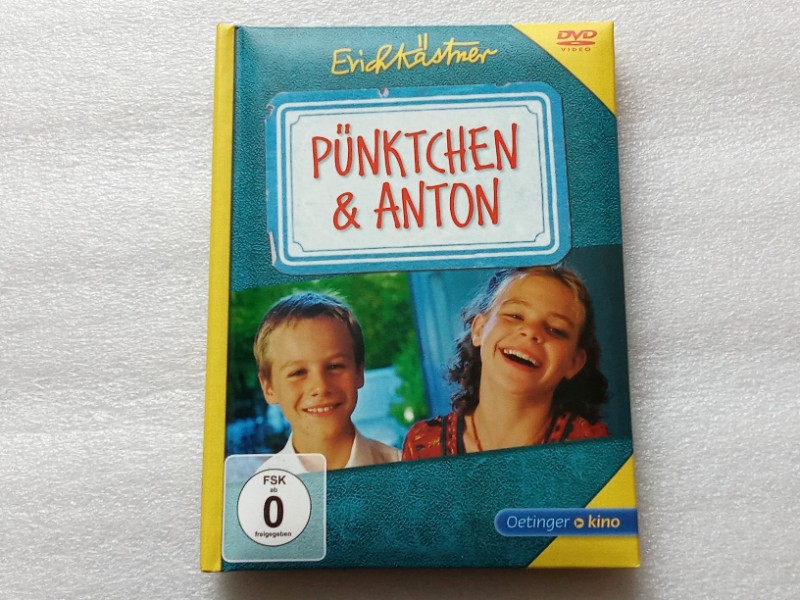 Erich Kästner
DVD
VIDEO
PÜNKTCHEN
& ANTON
FSK
ab
0
freigegeben
Oetinger kino